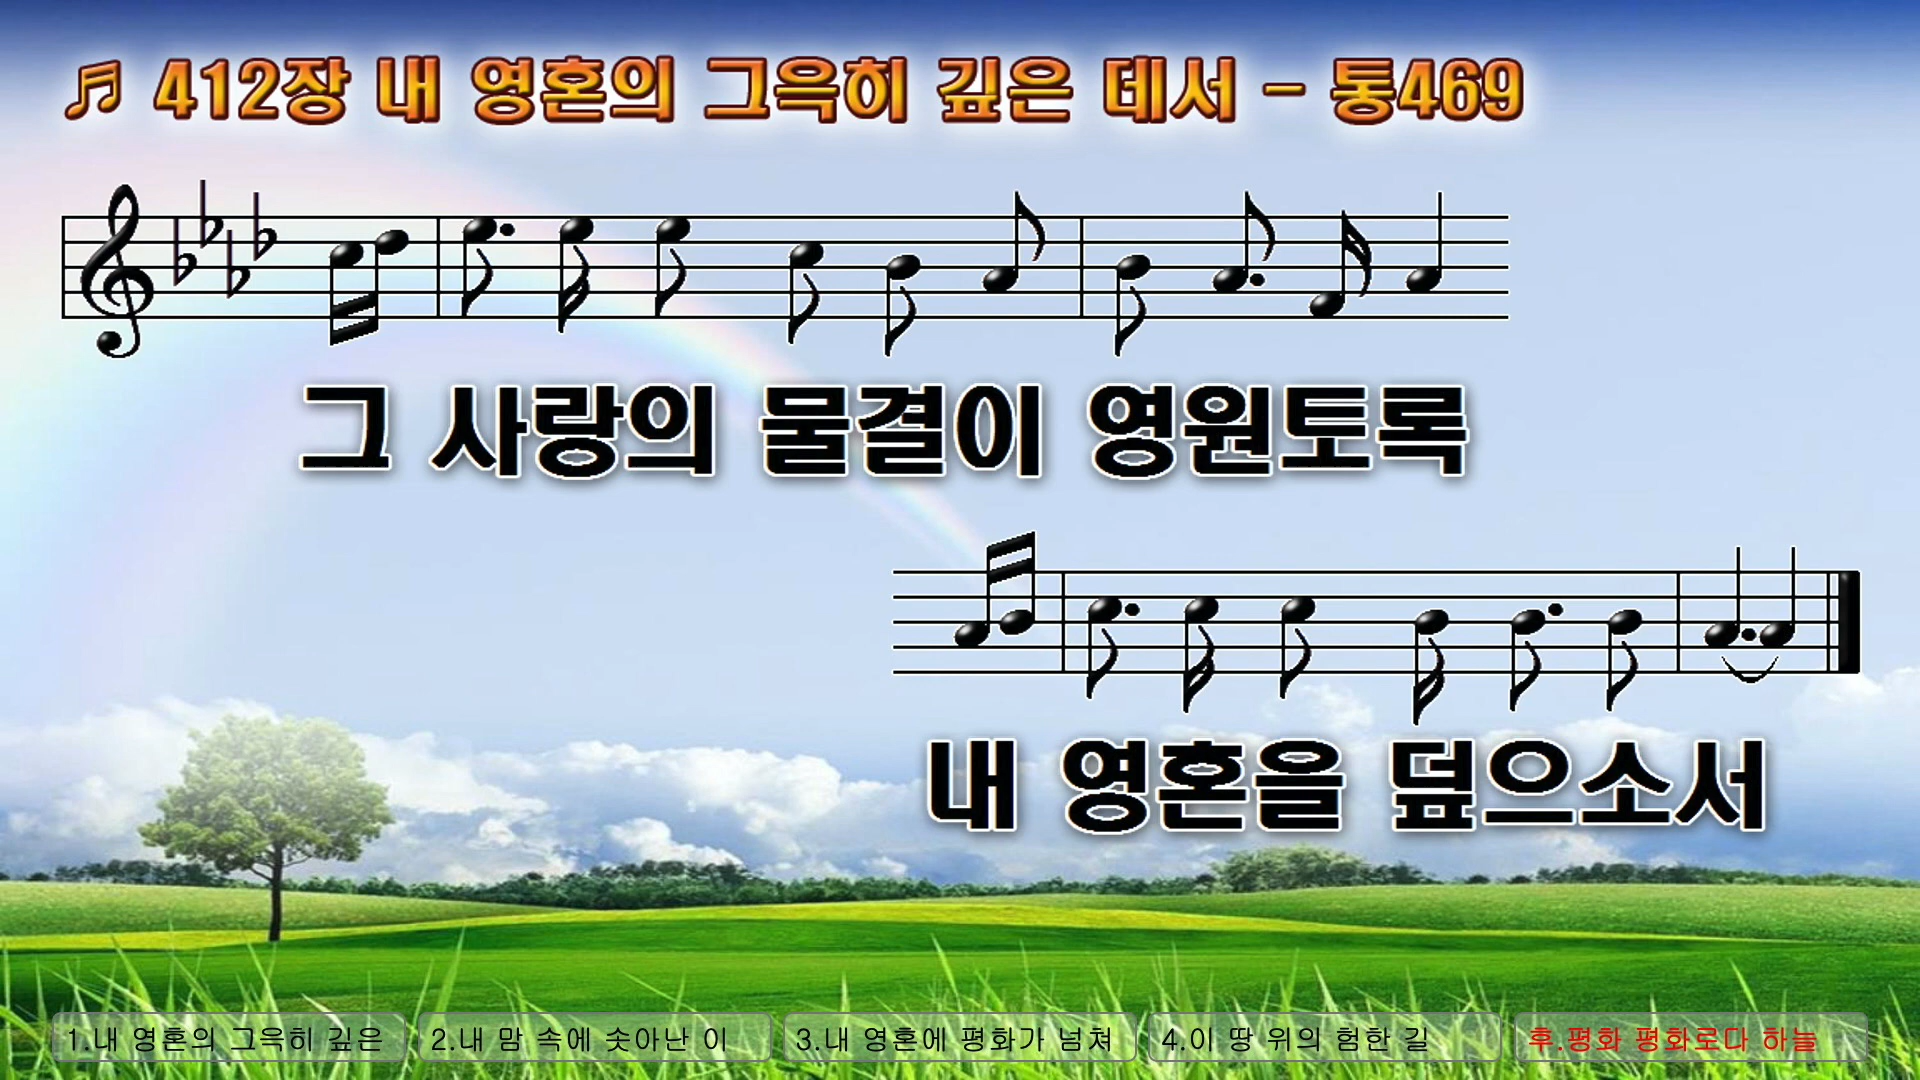 ♬ 412장 내 영혼의 그윽히 깊은 데서 - 통469
그 사랑의 물결이 영원토록
내 영혼을 덮으소서
1.내 영혼의 그윽히 깊은
2.내 맘 속에 솟아난 이
3.내 영혼에 평화가 넘쳐
4.이 땅 위의 험한 길
후.평화 평화로다 하늘